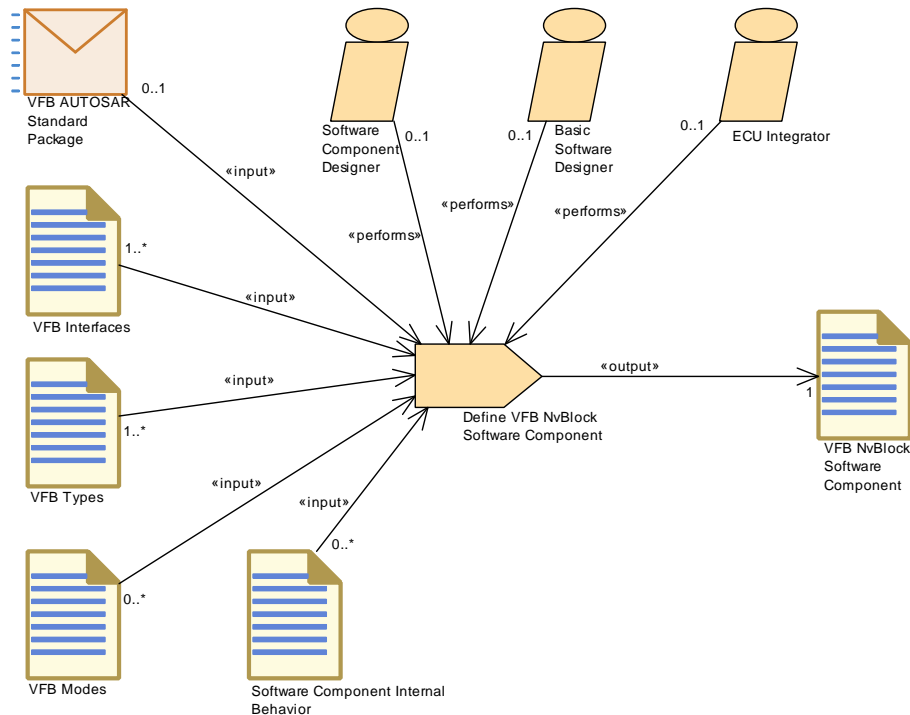 0..1
VFB AUTOSAR
Standard
Package
Software
Component
Designer
0..1
0..1
Basic
Software
Designer
0..1
ECU Integrator
«input»
«performs»
«performs»
«performs»
1..*
VFB Interfaces
«input»
«input»
1..*
VFB Types
Define VFB NvBlock
Software Component
«output»
1
VFB NvBlock
Software
Component
«input»
«input»
0..*
VFB Modes
0..*
Software Component Internal
Behavior